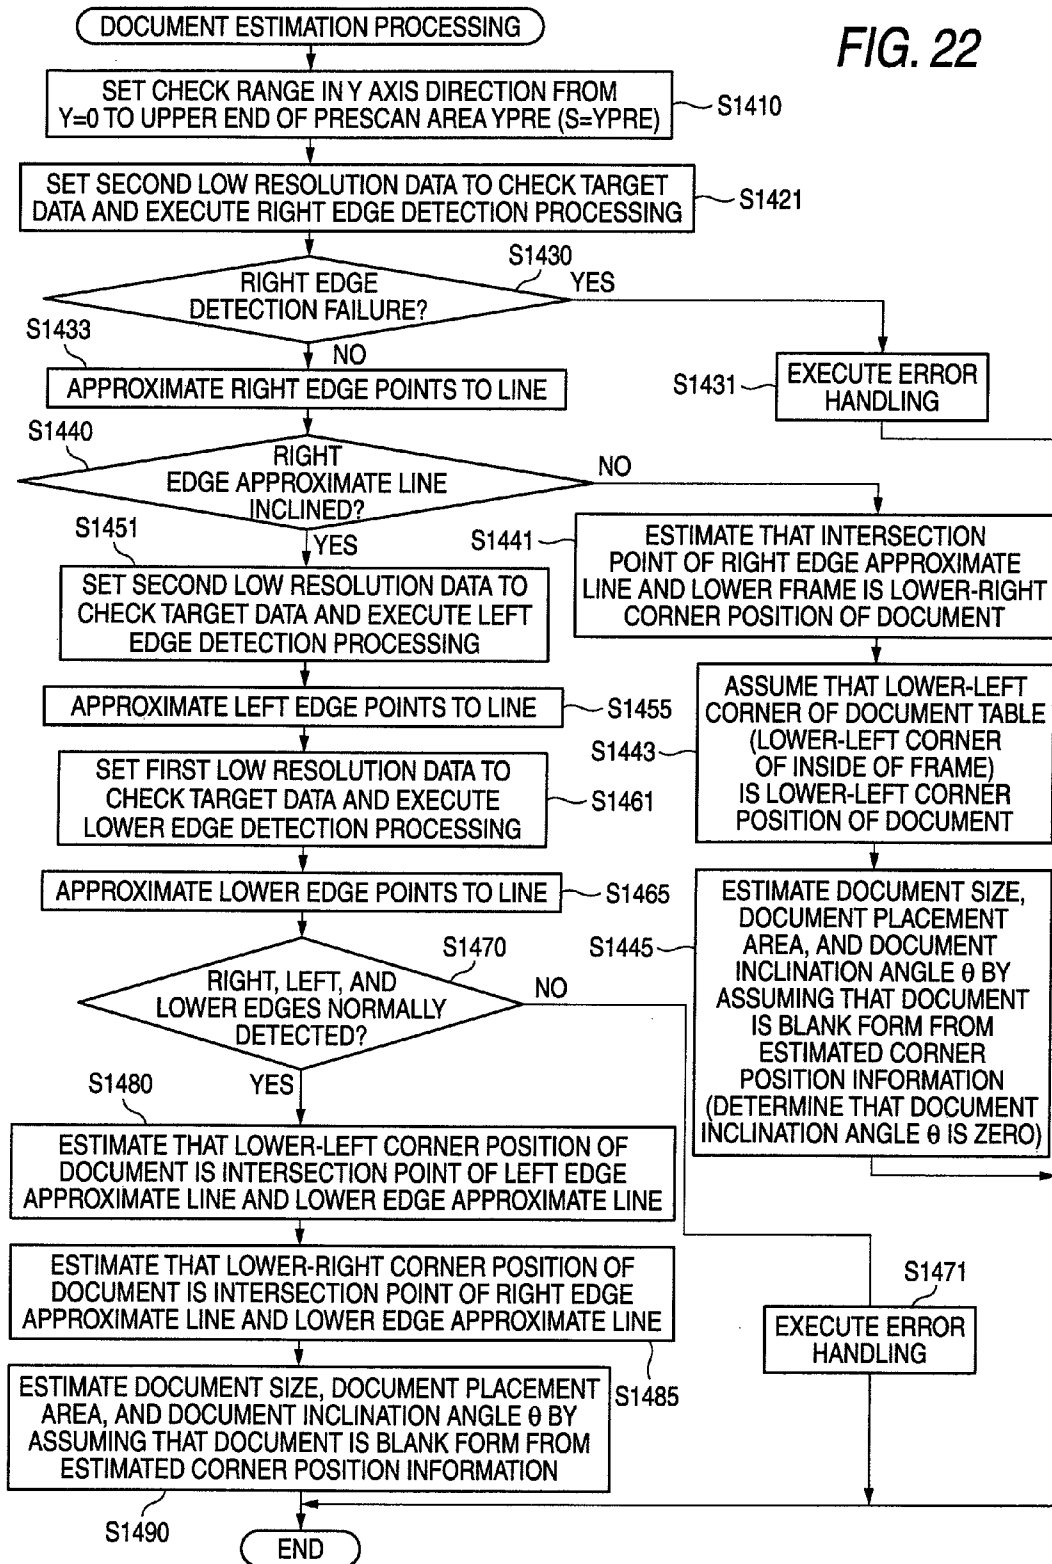 DOCUMENT ESTIMATION PROCESSING
FIG. 22
SET CHECK RANGE IN Y AXIS DIRECTION FROM
Y=0 TO UPPER END OF PRESCAN AREA YPRE (S=YPRE)
S1410
SET SECOND LOW RESOLUTION DATA TO CHECK TARGET
DATA AND EXECUTE RIGHT EDGE DETECTION PROCESSING
S1421
RIGHT EDGE
DETECTION FAILURE?
S1430
YES
NO
S1431
EXECUTE ERROR
HANDLING
S1433
APPROXIMATE RIGHT EDGE POINTS TO LINE
S1440
RIGHT
EDGE APPROXIMATE LINE
INCLINED?
NO
YES
S1441
ESTIMATE THAT INTERSECTION
POINT OF RIGHT EDGE APPROXIMATE
LINE AND LOWER FRAME IS LOWER-RIGHT
CORNER POSITION OF DOCUMENT
S1443
ASSUME THAT LOWER-LEFT
CORNER OF DOCUMENT TABLE
(LOWER-LEFT CORNER
OF INSIDE OF FRAME)
IS LOWER-LEFT CORNER
POSITION OF DOCUMENT
S1445
ESTIMATE DOCUMENT SIZE,
DOCUMENT PLACEMENT
AREA, AND DOCUMENT
INCLINATION ANGLE θ BY
ASSUMING THAT DOCUMENT
IS BLANK FORM FROM
ESTIMATED CORNER
POSITION INFORMATION
(DETERMINE THAT DOCUMENT
INCLINATION ANGLE θ IS ZERO)
S1451
SET SECOND LOW RESOLUTION DATA TO
CHECK TARGET DATA AND EXECUTE LEFT
EDGE DETECTION PROCESSING
APPROXIMATE LEFT EDGE POINTS TO LINE
S1455
SET FIRST LOW RESOLUTION DATA TO
CHECK TARGET DATA AND EXECUTE
LOWER EDGE DETECTION PROCESSING
S1461
APPROXIMATE LOWER EDGE POINTS TO LINE
S1465
RIGHT, LEFT, AND
LOWER EDGES NORMALLY
DETECTED?
S1470
NO
YES
S1471
EXECUTE ERROR
HANDLING
S1480
ESTIMATE THAT LOWER-LEFT CORNER POSITION OF
DOCUMENT IS INTERSECTION POINT OF LEFT EDGE
APPROXIMATE LINE AND LOWER EDGE APPROXIMATE LINE
ESTIMATE THAT LOWER-RIGHT CORNER POSITION OF
DOCUMENT IS INTERSECTION POINT OF RIGHT EDGE
APPROXIMATE LINE AND LOWER EDGE APPROXIMATE LINE
S1485
ESTIMATE DOCUMENT SIZE, DOCUMENT PLACEMENT
AREA, AND DOCUMENT INCLINATION ANGLE θ BY
ASSUMING THAT DOCUMENT IS BLANK FORM FROM
ESTIMATED CORNER POSITION INFORMATION
S1490
END